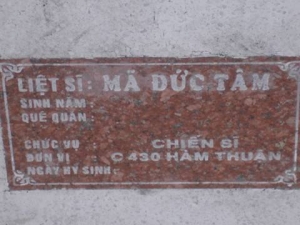 LIỆT SĨ: MÃ ĐỨC TÂM
SINH NĂM :
QUÊ QUÁN :
CHỨC VỤ : CHIẾN SĨ
ĐƠN VỊ : C 430 HÀM THUẬN
NGÀY HY SINH :